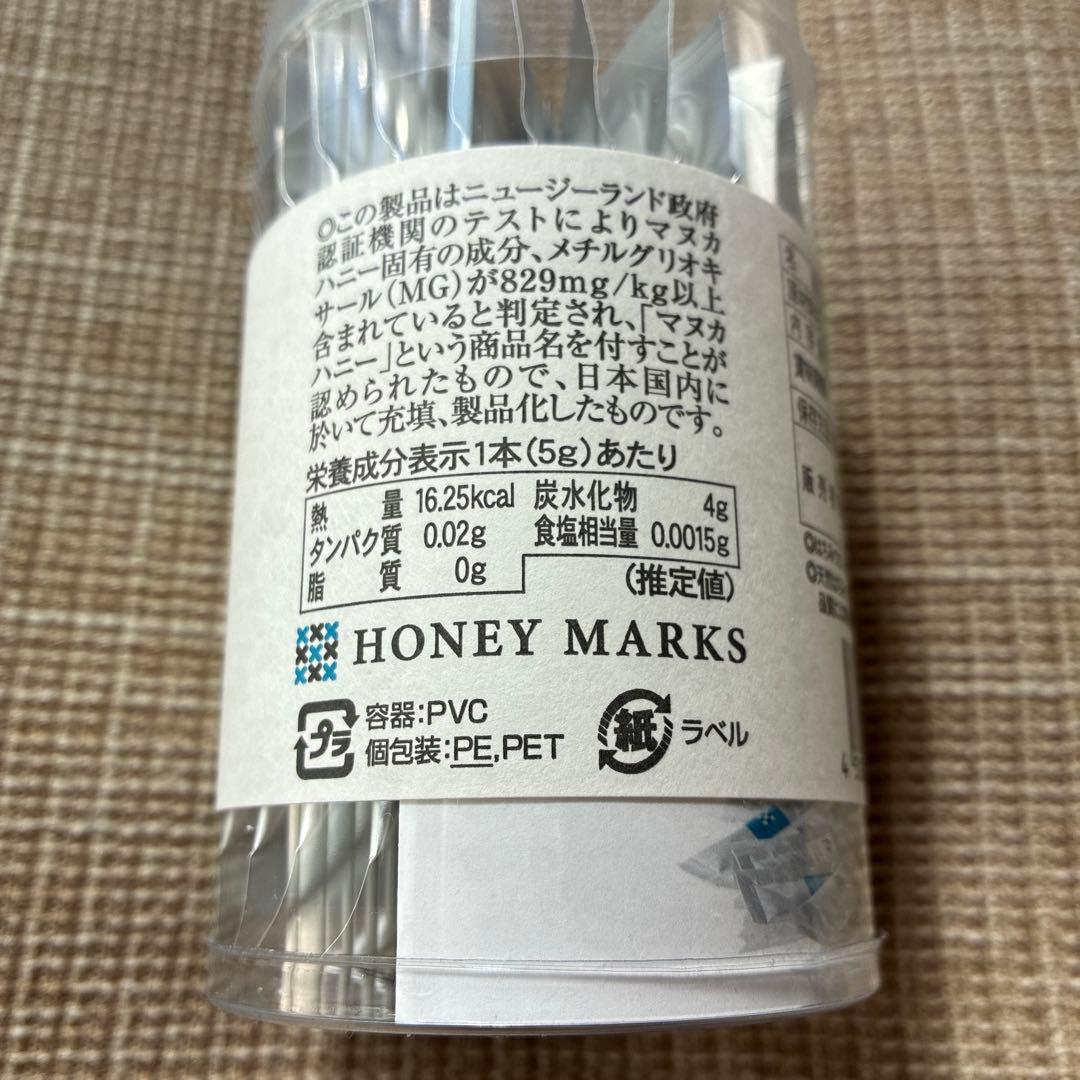 ◎この製品はニュージーランド政府
認証機関のテストによりマヌカ
ハニー固有の成分、メチルグリオキ
サール(MG)が829mg/kg以上
含まれていると判定され、「マヌカ
ハニー」という商品名を付すことが
認められたもので、日本国内に
於いて充填、製品化したものです。
栄養成分表示1本(5g)あたり
熱量 16.25kcal 炭水化物 4g
タンパク質 0.02g 食塩相当量 0.0015g
脂質 0g (推定値)
HONEY MARKS
プラ 容器:PVC
個包装:PE,PET
紙 ラベル